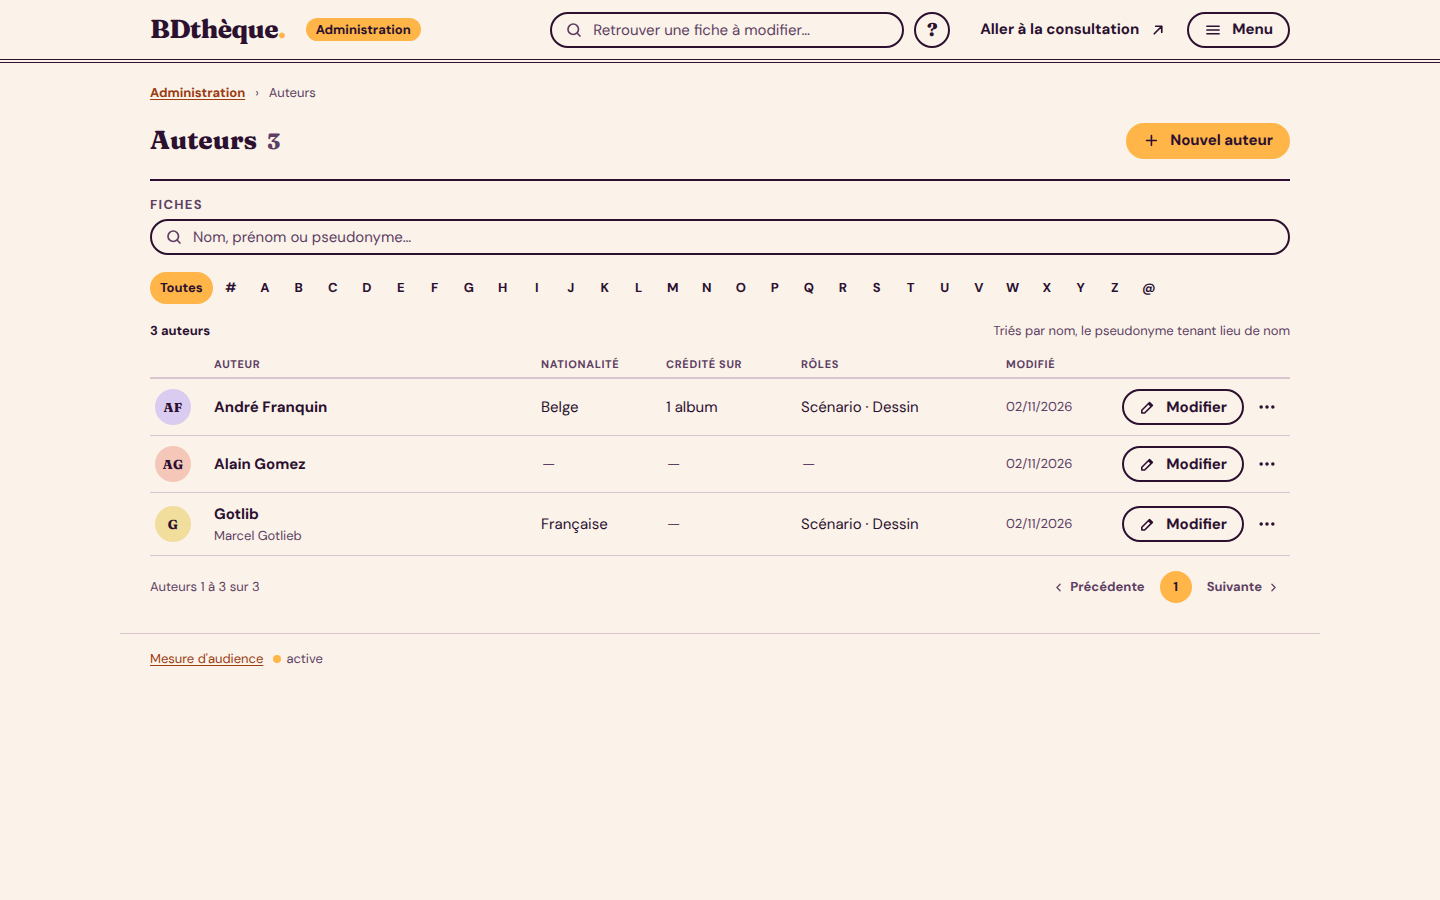 BDthèque.
Administration
Retrouver une fiche à modifier...
?
Aller à la consultation
Menu
Administration › Auteurs
Auteurs 3
Nouvel auteur
FICHES
Nom, prénom ou pseudonyme...
Toutes # A B C D E F G H I J K L M N O P Q R S T U V W X Y Z @
3 auteurs
Triés par nom, le pseudonyme tenant lieu de nom
AUTEUR NATIONALITÉ CRÉDITÉ SUR RÔLES MODIFIÉ
AF André Franquin Belge 1 album Scénario · Dessin 02/11/2026 Modifier
AG Alain Gomez — — — 02/11/2026 Modifier
G Gotlib Française — Scénario · Dessin 02/11/2026 Modifier
Marcel Gotlieb
Auteurs 1 à 3 sur 3
‹ Précédente 1 Suivante ›
Mesure d'audience active